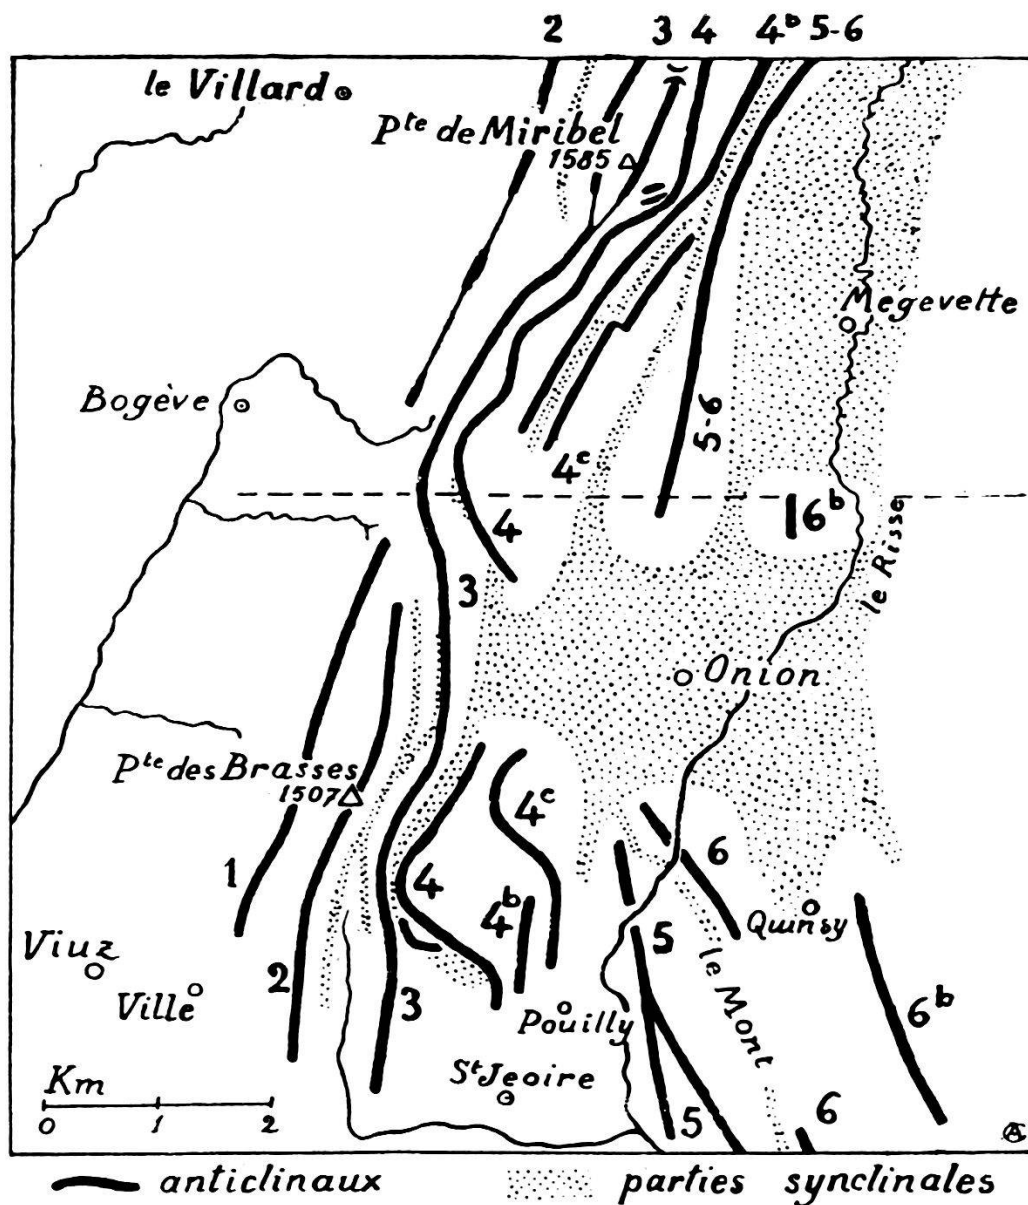 2 3 4 4ᵇ 5-6
le Villard
Pᵗᵉ de Miribel
1585
Mégevette
Bogève
5-6
4ᶜ
6ᵇ
4
le Risse
3
Onion
Pᵗᵉ des Brasses
1507
4ᶜ
6
1
4
4ᵇ
Quinsy
5
Viuz
le Mont
2
Ville
3
6ᵇ
Pouilly
Sᵗ Jeoire
Km
0 1 2
5
6
anticlinaux
parties synclinales